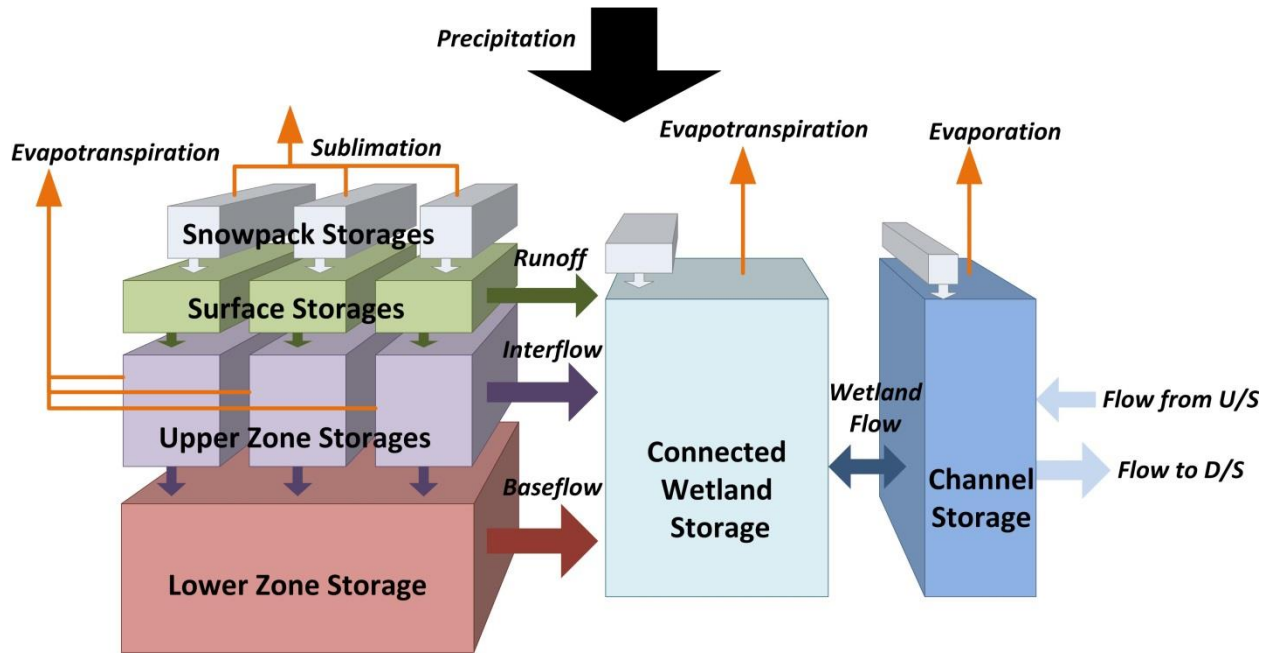 Precipitation
Evapotranspiration
Sublimation
Evapotranspiration
Evaporation
Snowpack Storages
Runoff
Surface Storages
Interflow
Upper Zone Storages
Wetland
Flow
Flow from U/S
Flow to D/S
Baseflow
Connected
Wetland
Storage
Channel
Storage
Lower Zone Storage